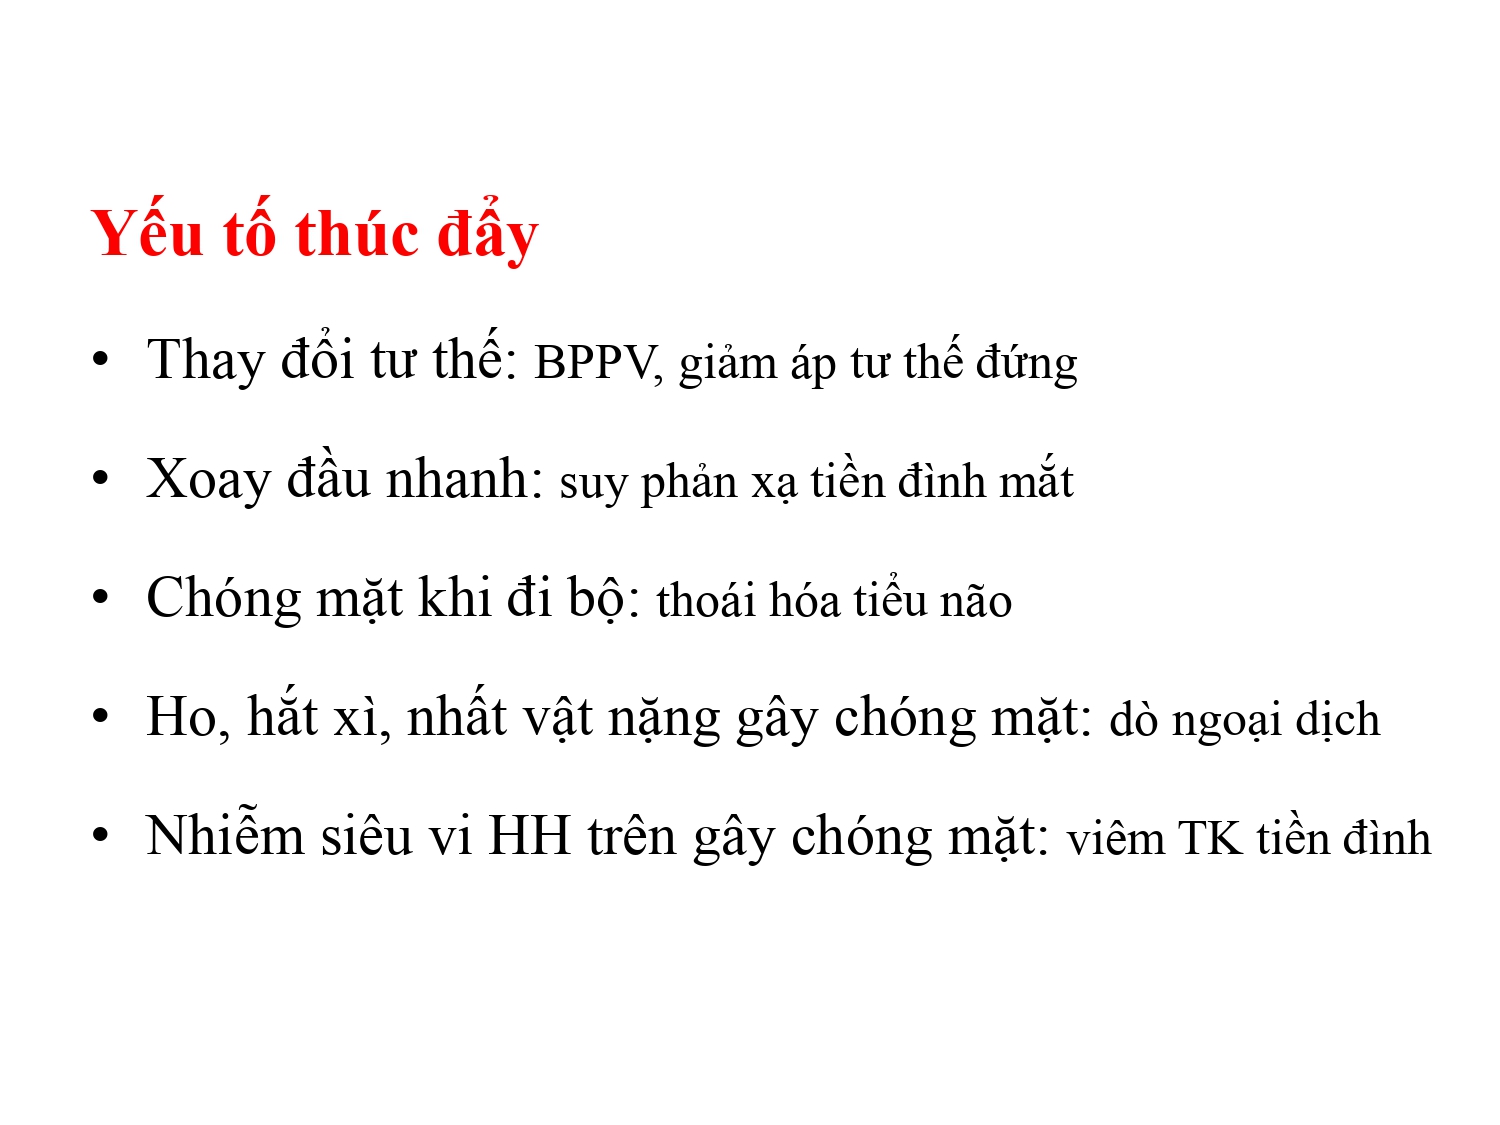 Yếu tố thúc đẩy
• Thay đổi tư thế: BPPV, giảm áp tư thế đứng
• Xoay đầu nhanh: suy phản xạ tiền đình mắt
• Chóng mặt khi đi bộ: thoái hóa tiểu não
• Ho, hắt xì, nhất vật nặng gây chóng mặt: dò ngoại dịch
• Nhiễm siêu vi HH trên gây chóng mặt: viêm TK tiền đình